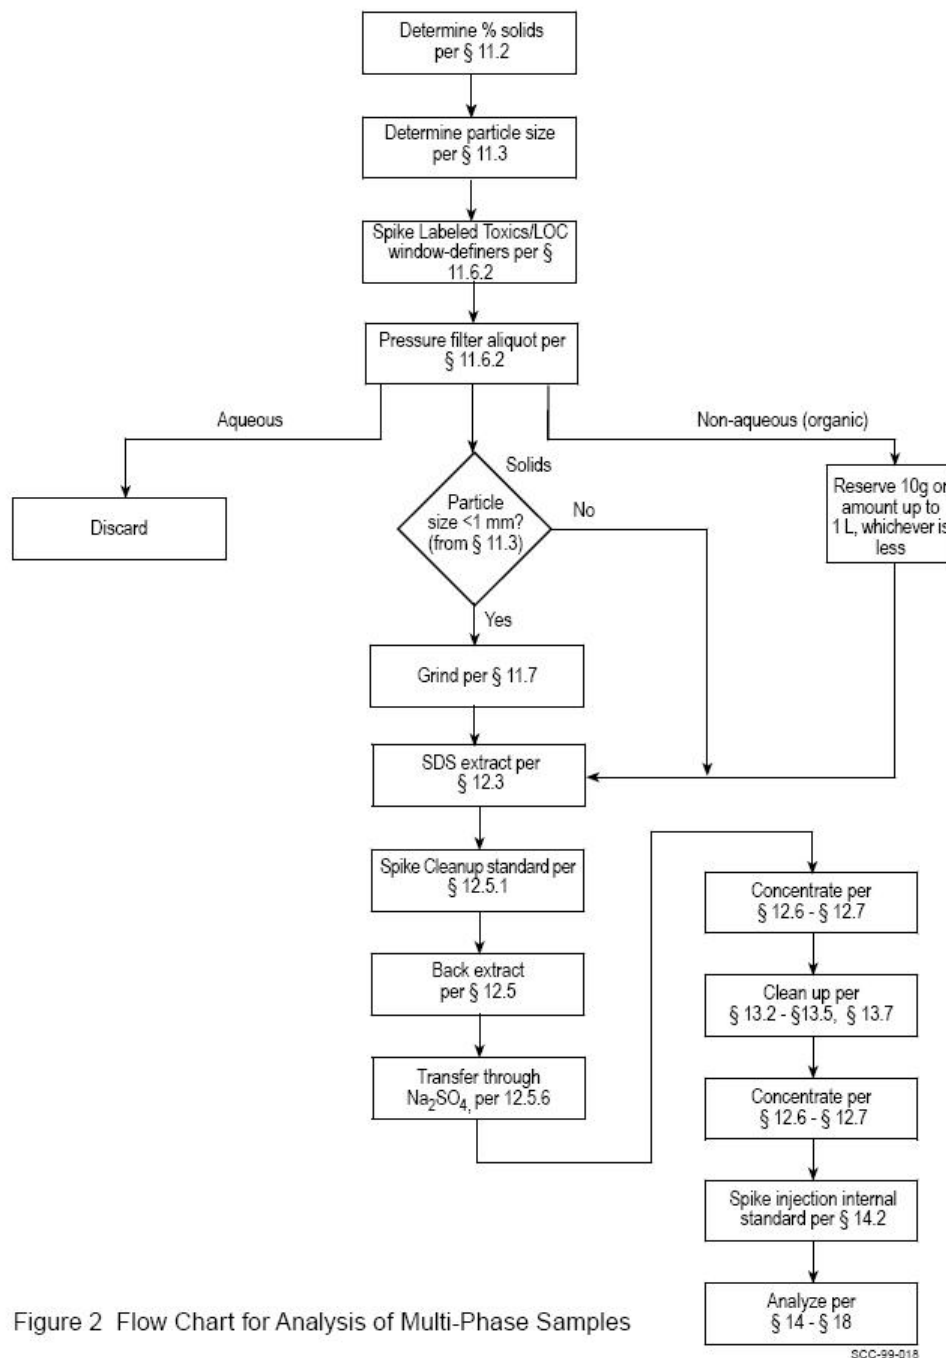 Determine % solids
per § 11.2
Determine particle size
per § 11.3
Spike Labeled Toxics/LOC
window-definers per §
11.6.2
Pressure filter aliquot per
§ 11.6.2
Aqueous
Non-aqueous (organic)
Solids
Discard
Particle
size <1 mm?
(from § 11.3)
No
Reserve 10g or
amount up to
1 L, whichever is
less
Yes
Grind per § 11.7
SDS extract per
§ 12.3
Spike Cleanup standard per
§ 12.5.1
Back extract
per § 12.5
Transfer through
Na₂SO₄, per 12.5.6
Concentrate per
§ 12.6 - § 12.7
Clean up per
§ 13.2 - §13.5, § 13.7
Concentrate per
§ 12.6 - § 12.7
Spike injection internal
standard per § 14.2
Analyze per
§ 14 - § 18
Figure 2 Flow Chart for Analysis of Multi-Phase Samples
SCC-99-018